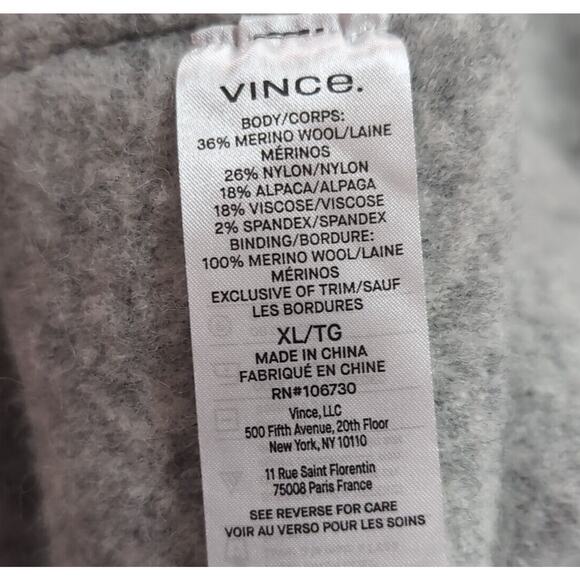 VINCe.
BODY/CORPS:
36% MERINO WOOL/LAINE
MÉRINOS
26% NYLON/NYLON
18% ALPACA/ALPAGA
18% VISCOSE/VISCOSE
2% SPANDEX/SPANDEX
BINDING/BORDURE:
100% MERINO WOOL/LAINE
MÉRINOS
EXCLUSIVE OF TRIM/SAUF
LES BORDURES
XL/TG
MADE IN CHINA
FABRIQUÉ EN CHINE
RN#106730
Vince, LLC
500 Fifth Avenue, 20th Floor
New York, NY 10110
11 Rue Saint Florentin
75008 Paris France
SEE REVERSE FOR CARE
VOIR AU VERSO POUR LES SOINS